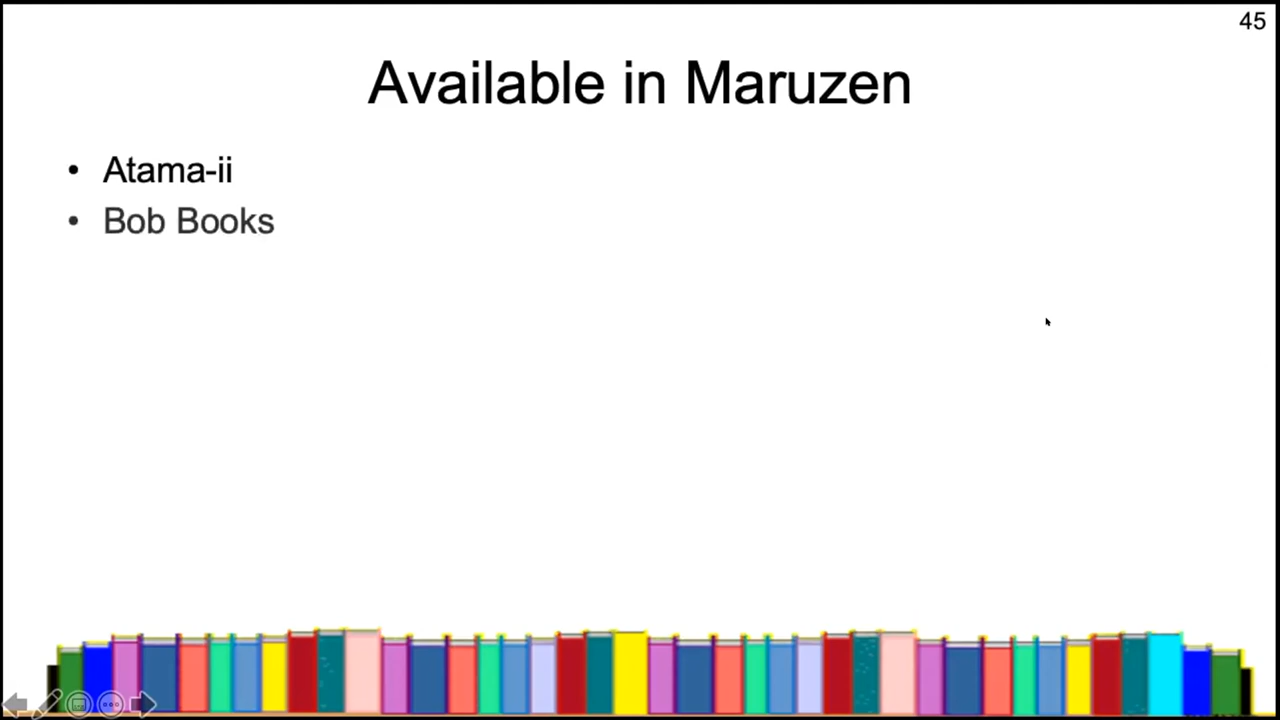 45
Available in Maruzen
• Atama-ii
• Bob Books